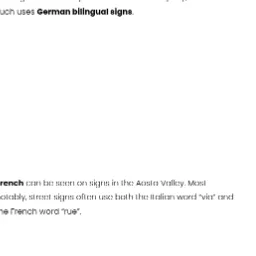 uch uses German bilingual signs.
rench can be seen on signs in the Aosta Valley. Most
otably, street signs often use both the Italian word “via” and
he French word “rue”.